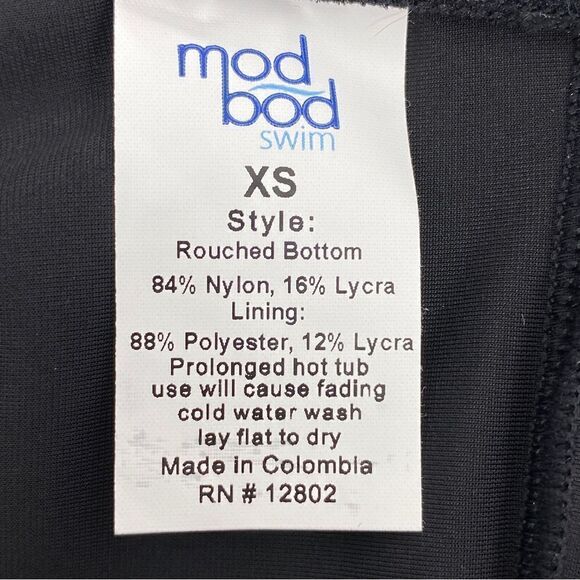 mod
bod
swim
XS
Style:
Rouched Bottom
84% Nylon, 16% Lycra
Lining:
88% Polyester, 12% Lycra
Prolonged hot tub
use will cause fading
cold water wash
lay flat to dry
Made in Colombia
RN # 12802